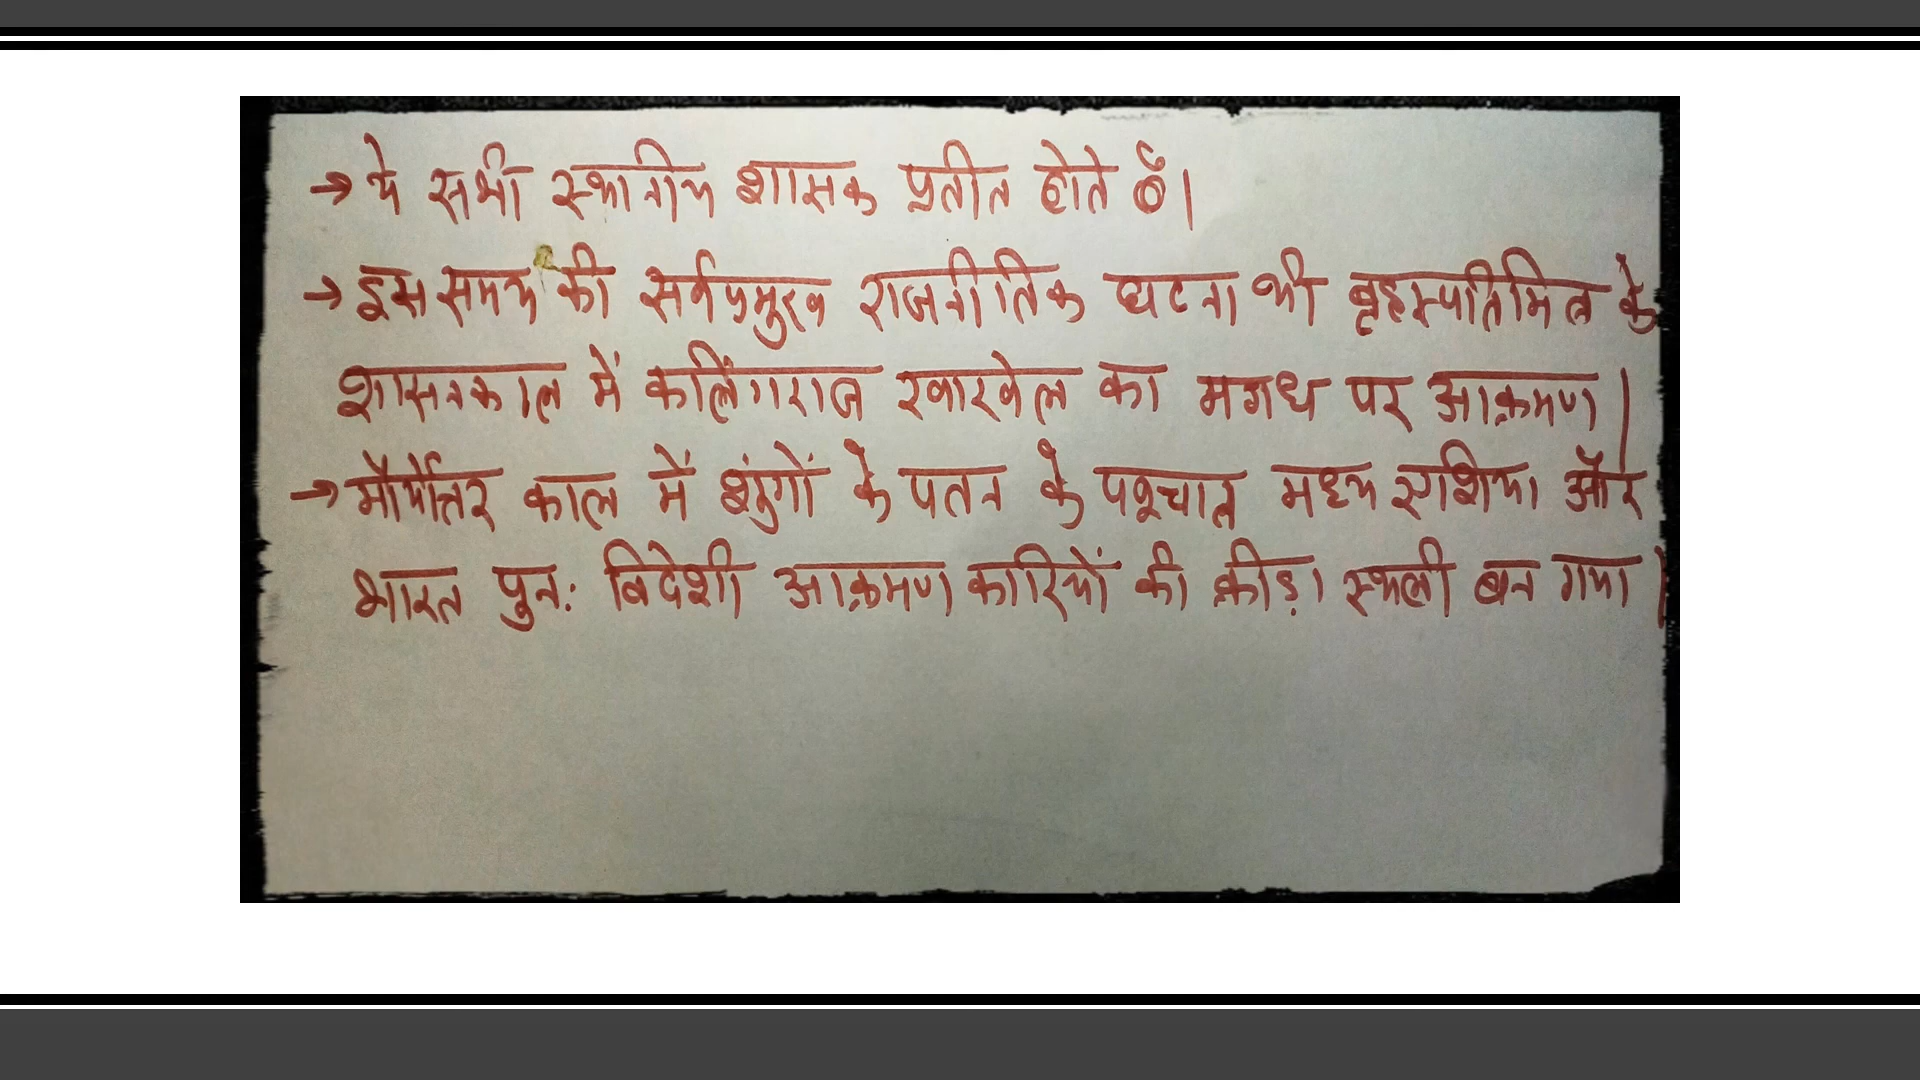 → ये सभी स्थानीय शासक प्रतीत होते हैं।
→ इस समय की सर्वप्रमुख राजनीतिक घटना थी बृहस्पतिमित्र के
शासनकाल में कलिंगराज खारवेल का मगध पर आक्रमण।
→ मौर्योत्तर काल में शुंगों के पतन के पश्चात् मध्य एशिया और
भारत पुन: विदेशी आक्रमण कारियों की क्रीड़ा स्थली बन गया।